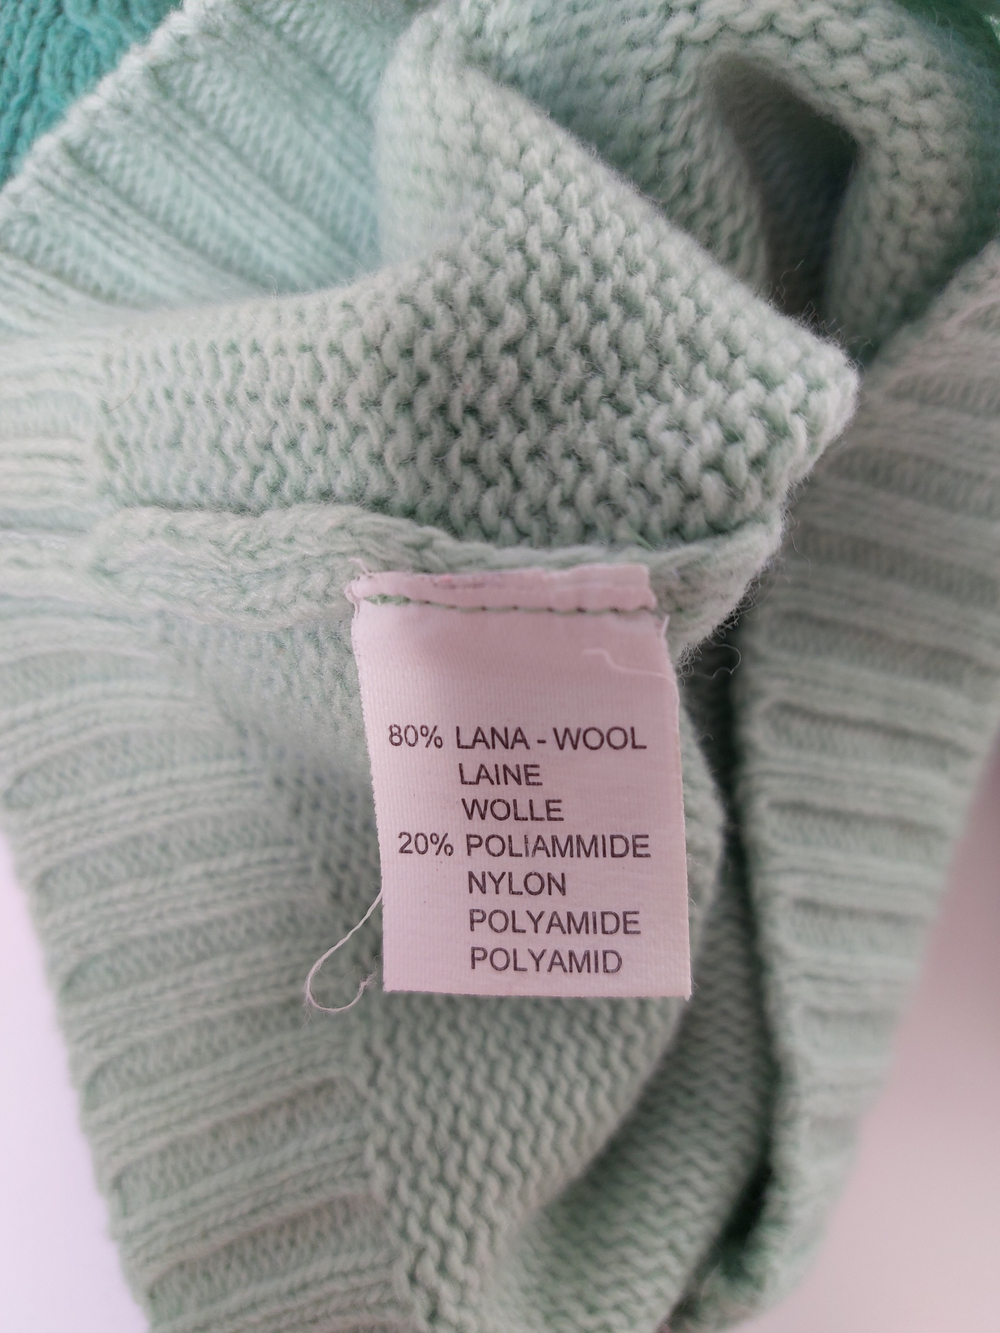 80% LANA - WOOL
LAINE
WOLLE
20% POLIAMMIDE
NYLON
POLYAMIDE
POLYAMID